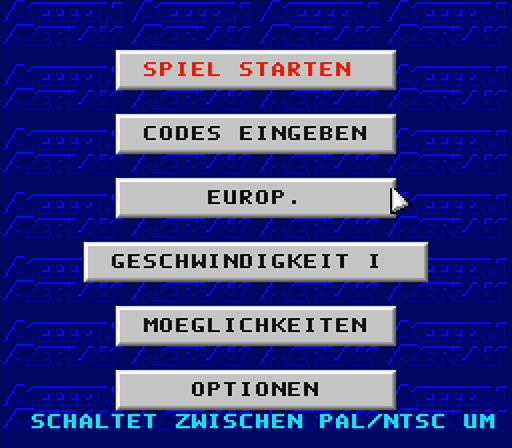 SPIEL STARTEN
CODES EINGEBEN
EUROP.
GESCHWINDIGKEIT I
MOEGLICHKEITEN
OPTIONEN
SCHALTET ZWISCHEN PAL/NTSC UM